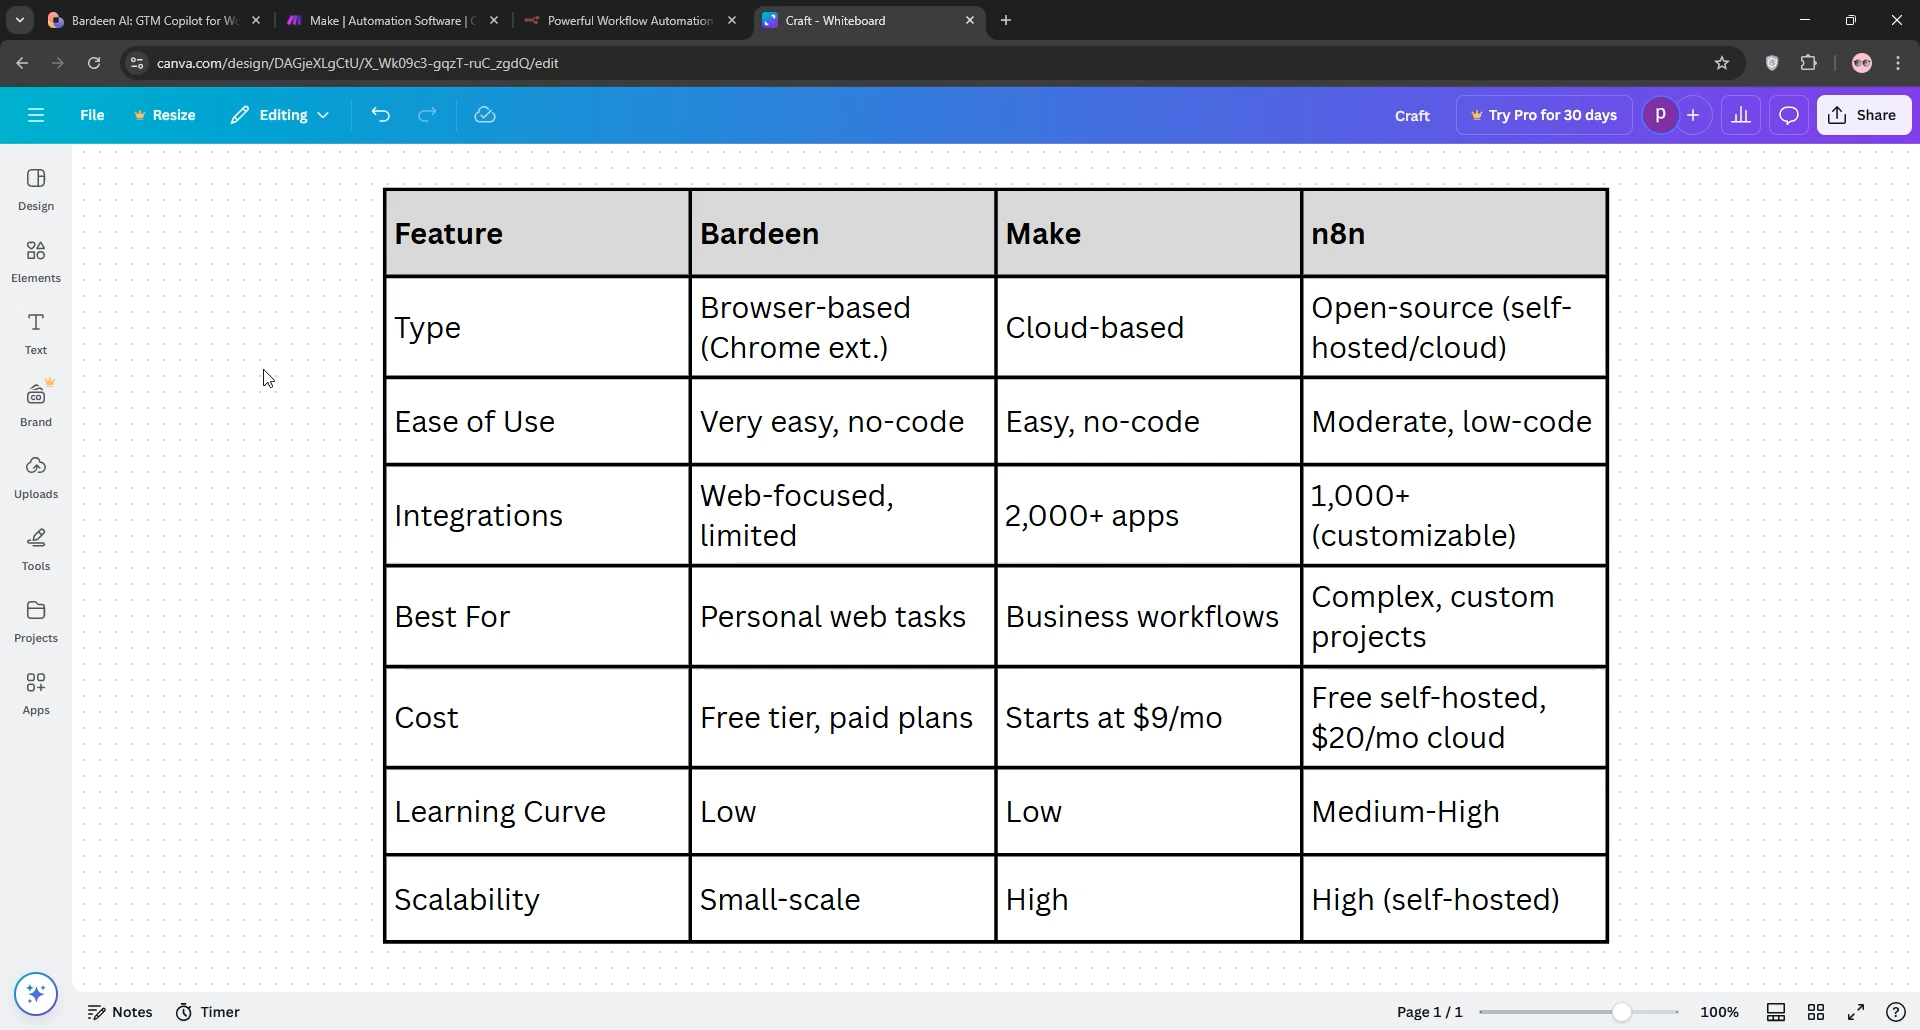 Bardeen AI: GTM Copilot for Wo
Make | Automation Software | C
Powerful Workflow Automation
Craft - Whiteboard
canva.com/design/DAGjeXLgCtU/X_Wk09c3-gqzT-ruC_zgdQ/edit
File
Resize
Editing
Craft
Try Pro for 30 days
P
Share
Design
Elements
Text
CO
Brand
Uploads
Tools
Projects
Apps
Feature Bardeen Make n8n
Type
Browser-based
(Chrome ext.)
Cloud-based
Open-source (self-
hosted/cloud)
Ease of Use Very easy, no-code Easy, no-code Moderate, low-code
Integrations
Web-focused,
limited
2,000+ apps
1,000+
(customizable)
Best For
Personal web tasks
Business workflows
Complex, custom
projects
Cost
Free tier, paid plans
Starts at $9/mo
Free self-hosted,
$20/mo cloud
Learning Curve Low Low Medium-High
Scalability Small-scale High High (self-hosted)
Notes
Timer
Page 1 / 1
100%